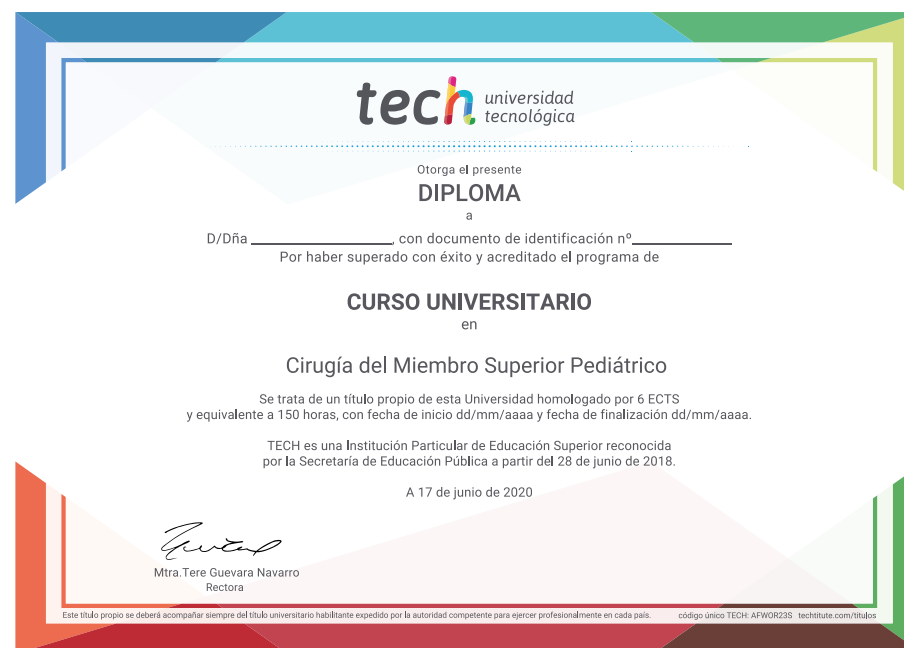 tech universidad
tecnológica
Otorga el presente
DIPLOMA
a
D/Dña ____________________, con documento de identificación nº______________
Por haber superado con éxito y acreditado el programa de
CURSO UNIVERSITARIO
en
Cirugía del Miembro Superior Pediátrico
Se trata de un título propio de esta Universidad homologado por 6 ECTS
y equivalente a 150 horas, con fecha de inicio dd/mm/aaaa y fecha de finalización dd/mm/aaaa.
TECH es una Institución Particular de Educación Superior reconocida
por la Secretaría de Educación Pública a partir del 28 de junio de 2018.
A 17 de junio de 2020
Mtra.Tere Guevara Navarro
Rectora
Este título propio se deberá acompañar siempre del título universitario habilitante expedido por la autoridad competente para ejercer profesionalmente en cada país. código único TECH: AFWOR23S techtitute.com/titulos